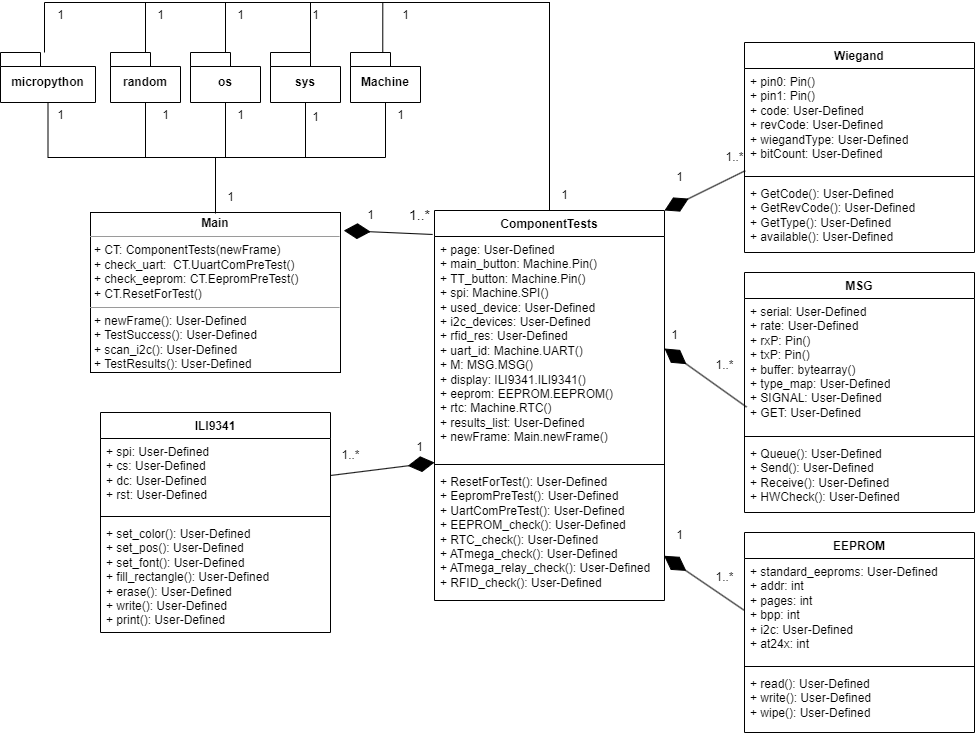 1
1
1
1
1
micropython
random
os
sys
Machine
1
1
1
1
1
1
1
Main
+ CT: ComponentTests(newFrame)
+ check_uart:  CT.UuartComPreTest()
+ check_eeprom: CT.EepromPreTest()
+ CT.ResetForTest()
+ newFrame(): User-Defined
+ TestSuccess(): User-Defined
+ scan_i2c(): User-Defined
+ TestResults(): User-Defined
1
1..*
ComponentTests
+ page: User-Defined
+ main_button: Machine.Pin()
+ TT_button: Machine.Pin()
+ spi: Machine.SPI()
+ used_device: User-Defined
+ i2c_devices: User-Defined
+ rfid_res: User-Defined
+ uart_id: Machine.UART()
+ M: MSG.MSG()
+ display: ILI9341.ILI9341()
+ eeprom: EEPROM.EEPROM()
+ rtc: Machine.RTC()
+ results_list: User-Defined
+ newFrame: Main.newFrame()
+ ResetForTest(): User-Defined
+ EepromPreTest(): User-Defined
+ UartComPreTest(): User-Defined
+ EEPROM_check(): User-Defined
+ RTC_check(): User-Defined
+ ATmega_check(): User-Defined
+ ATmega_relay_check(): User-Defined
+ RFID_check(): User-Defined
1
1..*
Wiegand
+ pin0: Pin()
+ pin1: Pin()
+ code: User-Defined
+ revCode: User-Defined
+ wiegandType: User-Defined
+ bitCount: User-Defined
+ GetCode(): User-Defined
+ GetRevCode(): User-Defined
+ GetType(): User-Defined
+ available(): User-Defined
1
1..*
MSG
+ serial: User-Defined
+ rate: User-Defined
+ rxP: Pin()
+ txP: Pin()
+ buffer: bytearray()
+ type_map: User-Defined
+ SIGNAL: User-Defined
+ GET: User-Defined
+ Queue(): User-Defined
+ Send(): User-Defined
+ Receive(): User-Defined
+ HWCheck(): User-Defined
1
1..*
ILI9341
+ spi: User-Defined
+ cs: User-Defined
+ dc: User-Defined
+ rst: User-Defined
+ set_color(): User-Defined
+ set_pos(): User-Defined
+ set_font(): User-Defined
+ fill_rectangle(): User-Defined
+ erase(): User-Defined
+ write(): User-Defined
+ print(): User-Defined
1..*
1
EEPROM
+ standard_eeproms: User-Defined
+ addr: int
+ pages: int
+ bpp: int
+ i2c: User-Defined
+ at24x: int
+ read(): User-Defined
+ write(): User-Defined
+ wipe(): User-Defined